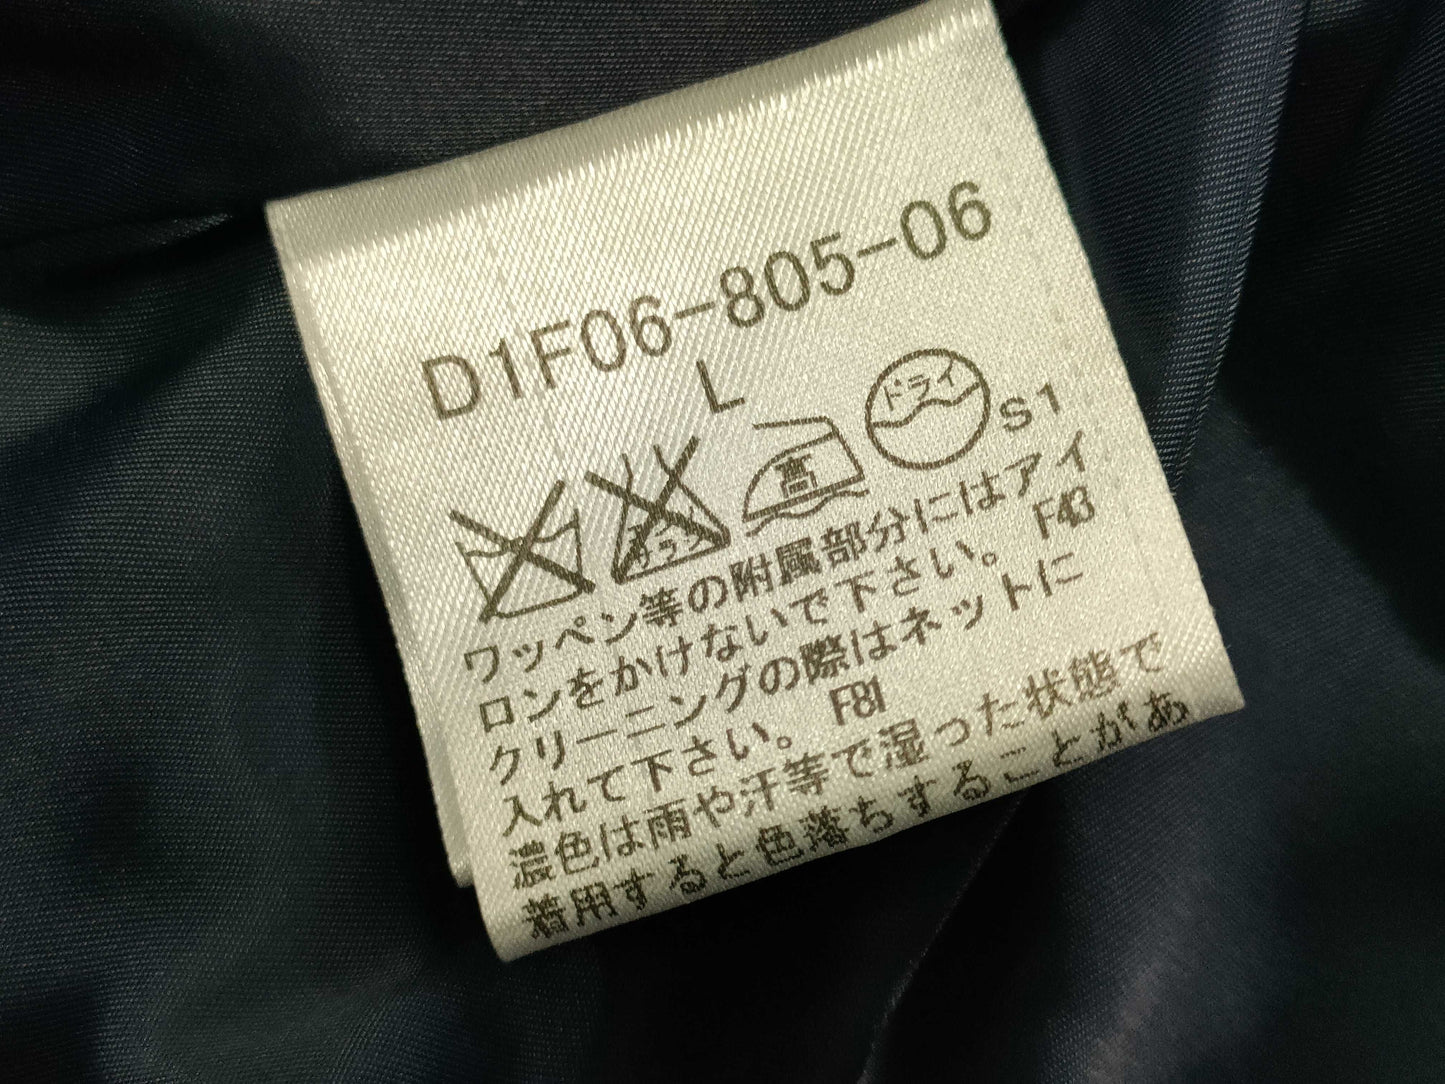 D1F06-805-06
L
高 ドライ S1
ワッペン等の附属部分にはアイ
ロンをかけないで下さい。 F43
クリーニングの際はネットに
入れて下さい。 F81
濃色は雨や汗等で湿った状態で
着用すると色落ちすることがあ